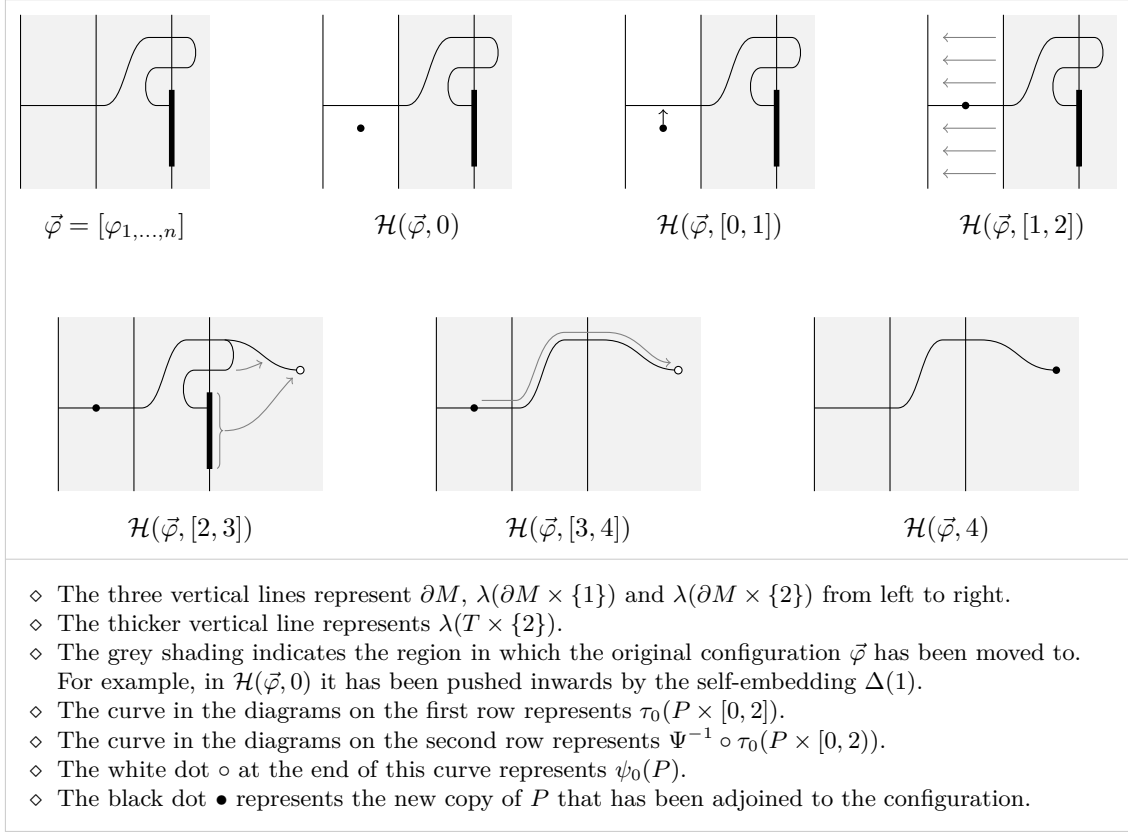 φ⃗ = [φ₁,...,ₙ]
ℋ(φ⃗, 0)
ℋ(φ⃗, [0, 1])
ℋ(φ⃗, [1, 2])
ℋ(φ⃗, [2, 3])
ℋ(φ⃗, [3, 4])
ℋ(φ⃗, 4)
⋄ The three vertical lines represent ∂M, λ(∂M × {1}) and λ(∂M × {2}) from left to right.
⋄ The thicker vertical line represents λ(T × {2}).
⋄ The grey shading indicates the region in which the original configuration φ⃗ has been moved to.
For example, in ℋ(φ⃗, 0) it has been pushed inwards by the self-embedding Δ(1).
⋄ The curve in the diagrams on the first row represents τ₀(P × [0, 2]).
⋄ The curve in the diagrams on the second row represents Ψ⁻¹ ∘ τ₀(P × [0, 2)).
⋄ The white dot ∘ at the end of this curve represents ψ₀(P).
⋄ The black dot • represents the new copy of P that has been adjoined to the configuration.